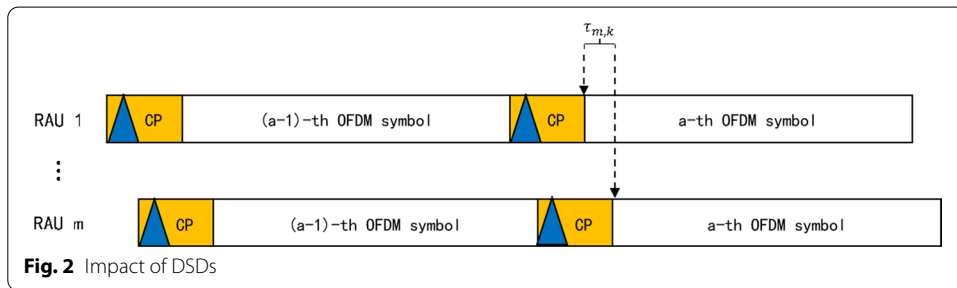 τm,k
RAU 1 CP (a-1)-th OFDM symbol CP a-th OFDM symbol
⋮
RAU m CP (a-1)-th OFDM symbol CP a-th OFDM symbol
Fig. 2 Impact of DSDs